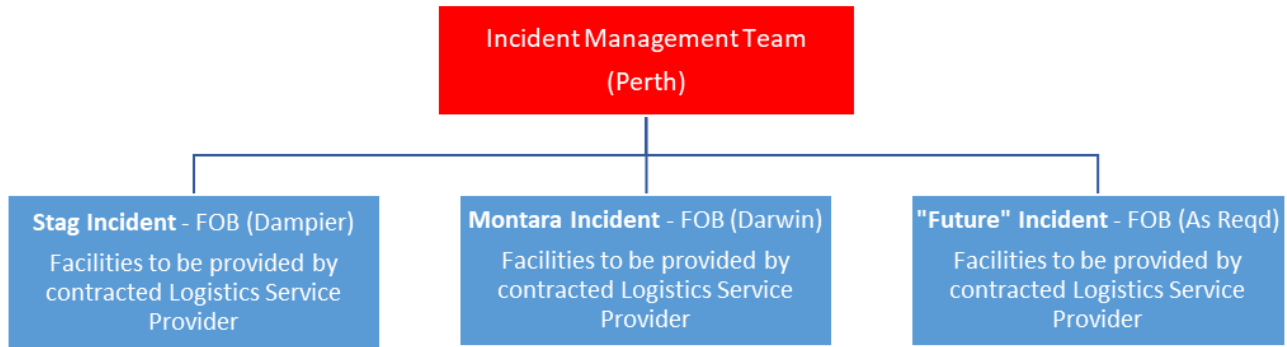 Incident Management Team
(Perth)
Stag Incident - FOB (Dampier)
Facilities to be provided by
contracted Logistics Service
Provider
Montara Incident - FOB (Darwin)
Facilities to be provided by
contracted Logistics Service
Provider
"Future" Incident - FOB (As Reqd)
Facilities to be provided by
contracted Logistics Service
Provider